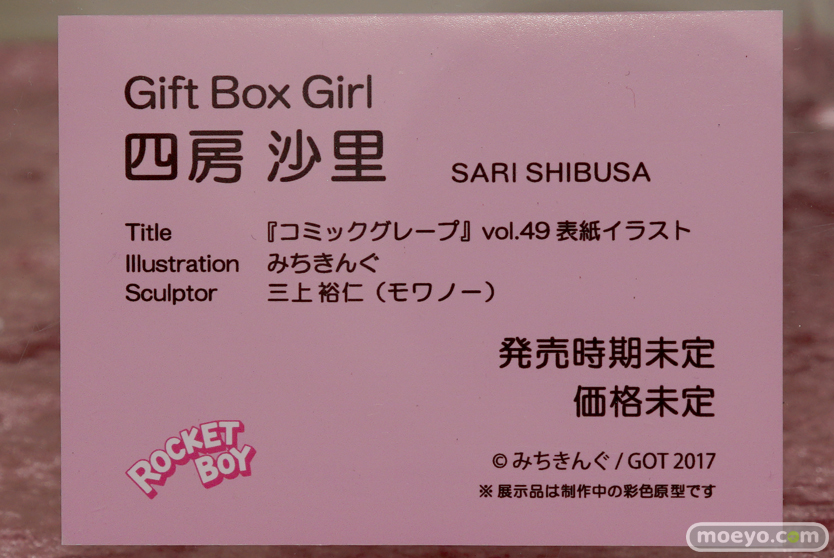 Gift Box Girl
四房 沙里 SARI SHIBUSA
Title 『コミックグレープ』 vol.49 表紙イラスト
Illustration みちきんぐ
Sculptor 三上 裕仁（モワノー）
発売時期未定
価格未定
ROCKET BOY
© みちきんぐ / GOT 2017
※ 展示品は制作中の彩色原型です
moeyo.com